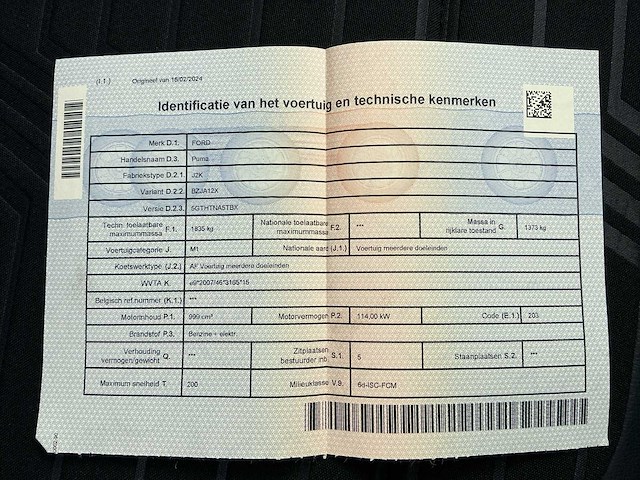 (I.1.) Origineel van 16/02/2024
Identificatie van het voertuig en technische kenmerken
Merk D.1. FORD
Handelsnaam D.3. Puma
Fabriekstype D.2.1. J2K
Variant D.2.2. BZJA12X
Versie D.2.3. 5GTHTNA5TBX
Techn. toelaatbare maximummassa F.1. 1835 kg Nationale toelaatbare maximummassa F.2. *** Massa in rijklare toestand G. 1373 kg
Voertuigcategorie J. M1 Nationale aard (J.1.) Voertuig meerdere doeleinden
Koetswerktype (J.2.) AF Voertuig meerdere doeleinden
WVTA K. e9*2007/46*3165*15
Belgisch ref.nummer (K.1.) ***
Motorinhoud P.1. 999 cm³ Motorvermogen P.2. 114,00 kW Code (E.1.) 203
Brandstof P.3. Benzine + elektr.
Verhouding vermogen/gewicht Q. *** Zitplaatsen bestuurder inb. S.1. 5 Staanplaatsen S.2. ***
Maximum snelheid T. 200 Milieuklasse V.9. 6d-ISC-FCM